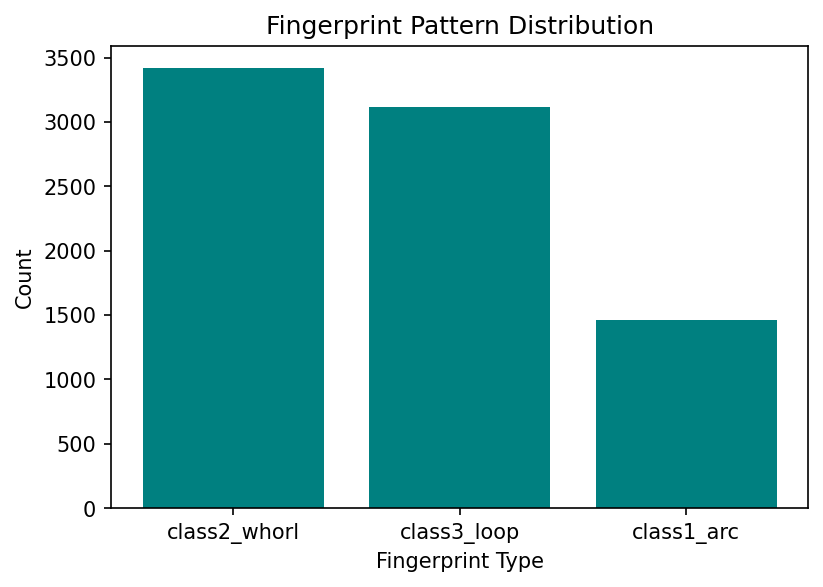 Fingerprint Pattern Distribution
3500
3000
2500
2000
1500
1000
500
0
Count
class2_whorl
class3_loop
class1_arc
Fingerprint Type